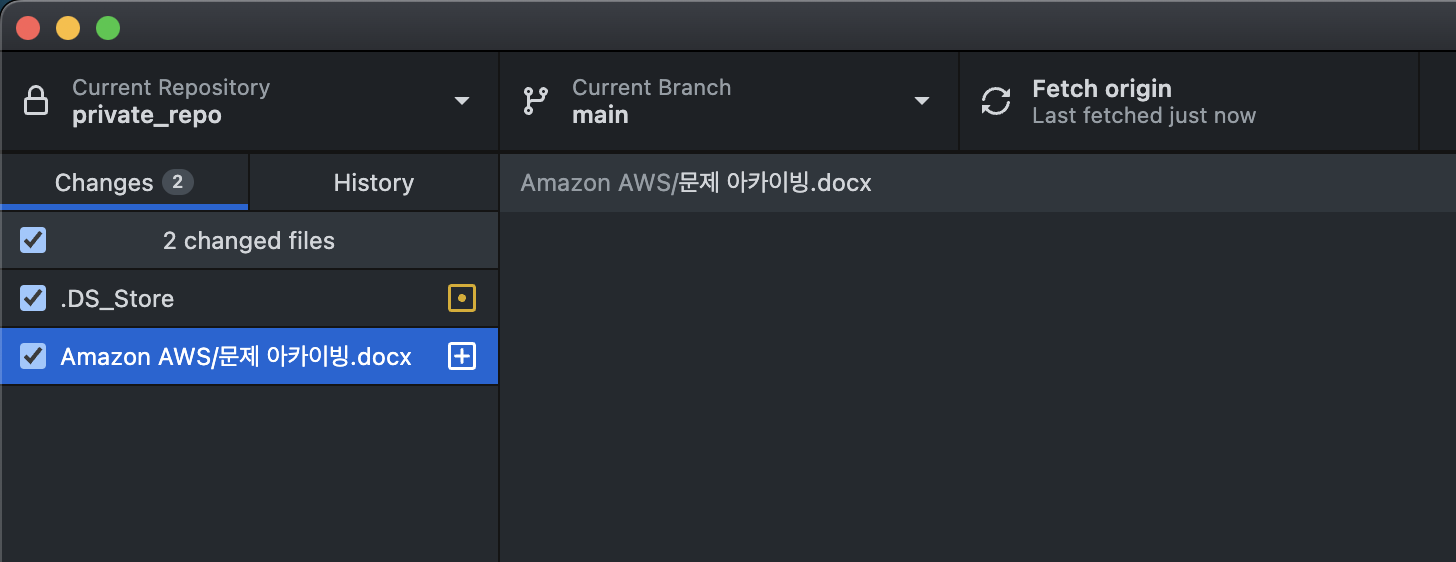 Current Repository
private_repo
Current Branch
main
Fetch origin
Last fetched just now
Changes 2
History
Amazon AWS/문제 아카이빙.docx
2 changed files
.DS_Store
Amazon AWS/문제 아카이빙.docx